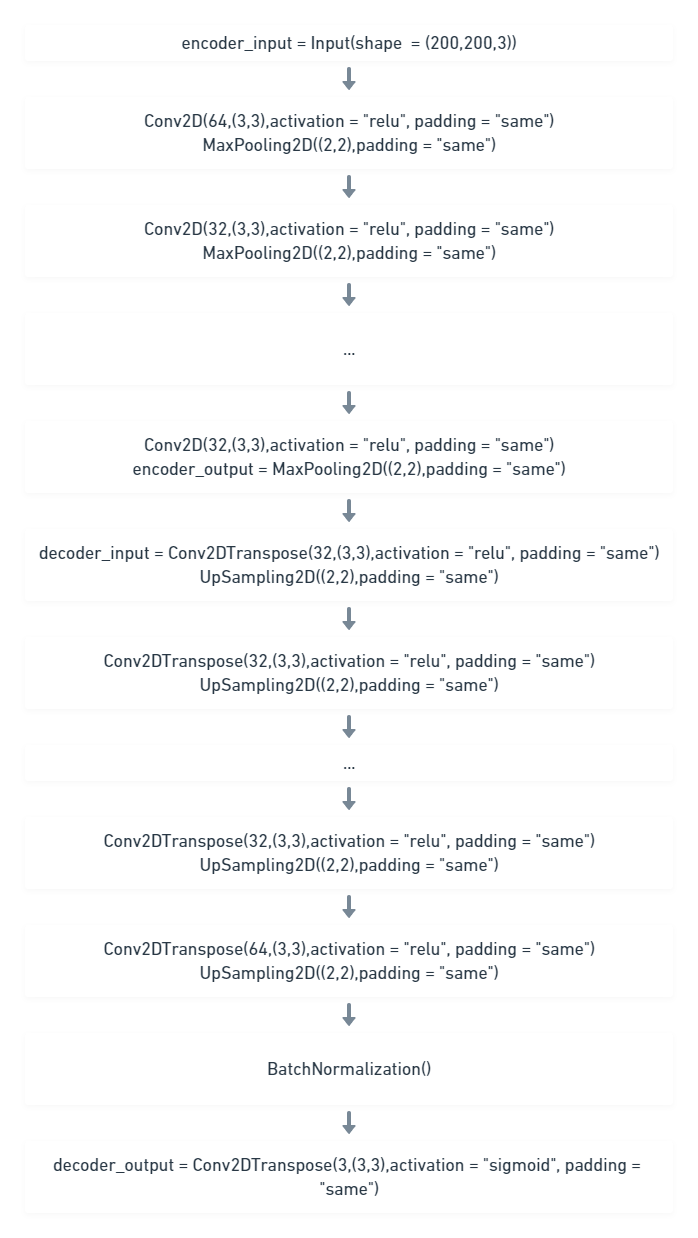 encoder_input = Input(shape  = (200,200,3))
Conv2D(64,(3,3),activation = "relu", padding = "same")
MaxPooling2D((2,2),padding = "same")
Conv2D(32,(3,3),activation = "relu", padding = "same")
MaxPooling2D((2,2),padding = "same")
...
Conv2D(32,(3,3),activation = "relu", padding = "same")
encoder_output = MaxPooling2D((2,2),padding = "same")
decoder_input = Conv2DTranspose(32,(3,3),activation = "relu", padding = "same")
UpSampling2D((2,2),padding = "same")
Conv2DTranspose(32,(3,3),activation = "relu", padding = "same")
UpSampling2D((2,2),padding = "same")
...
Conv2DTranspose(32,(3,3),activation = "relu", padding = "same")
UpSampling2D((2,2),padding = "same")
Conv2DTranspose(64,(3,3),activation = "relu", padding = "same")
UpSampling2D((2,2),padding = "same")
BatchNormalization()
decoder_output = Conv2DTranspose(3,(3,3),activation = "sigmoid", padding =
"same")